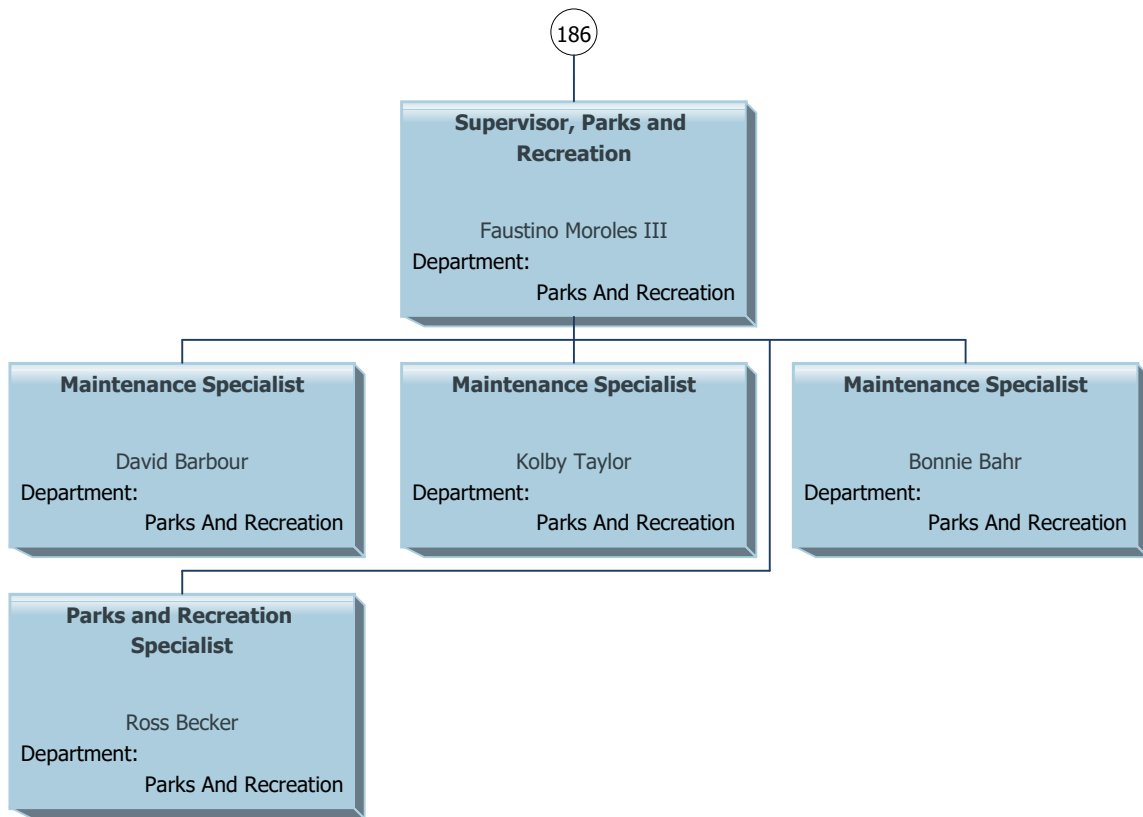 186
Supervisor, Parks and
Recreation
Faustino Moroles III
Department:
Parks And Recreation
Maintenance Specialist
David Barbour
Department:
Parks And Recreation
Maintenance Specialist
Kolby Taylor
Department:
Parks And Recreation
Maintenance Specialist
Bonnie Bahr
Department:
Parks And Recreation
Parks and Recreation
Specialist
Ross Becker
Department:
Parks And Recreation